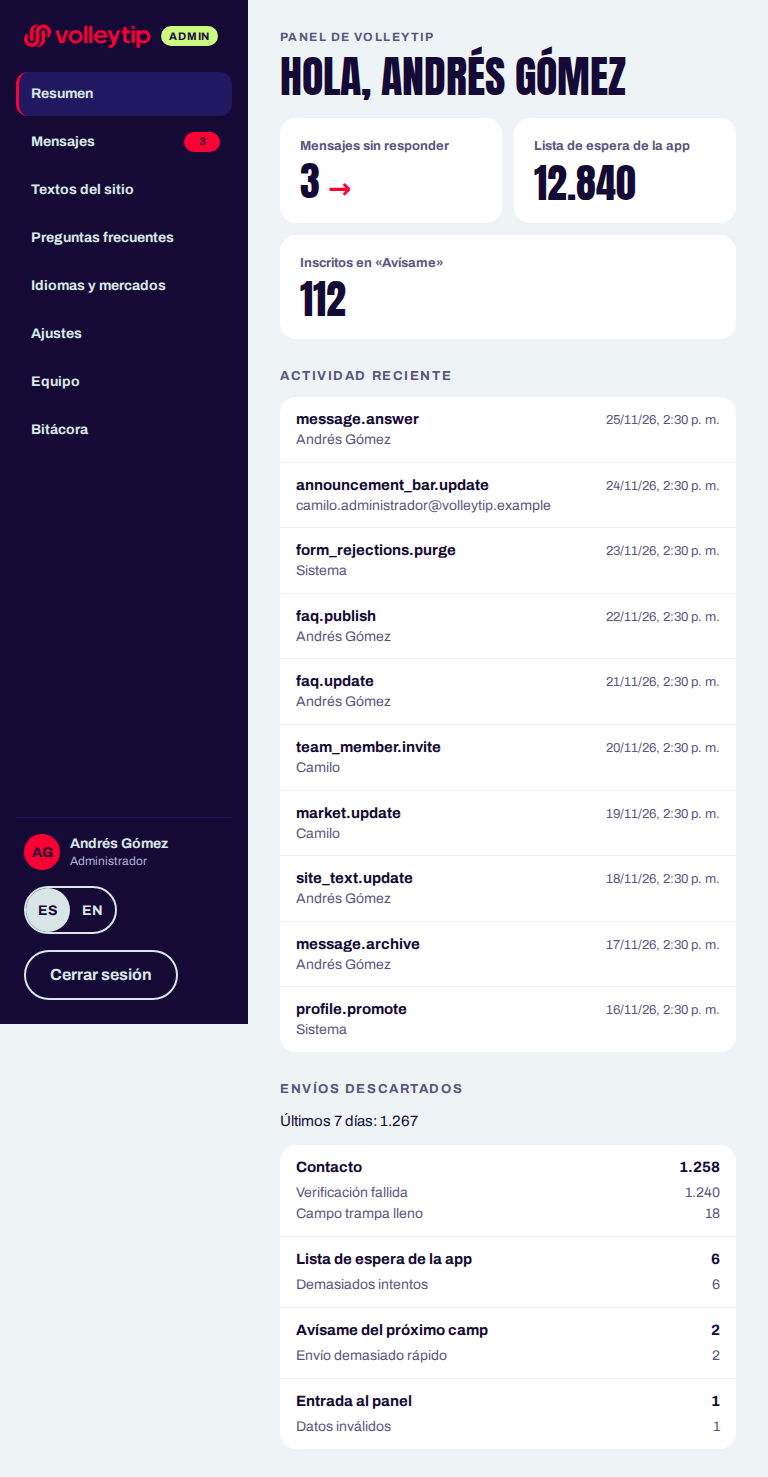 volleytip ADMIN
Resumen
Mensajes 3
Textos del sitio
Preguntas frecuentes
Idiomas y mercados
Ajustes
Equipo
Bitácora
AG Andrés Gómez
Administrador
ES EN
Cerrar sesión
PANEL DE VOLLEYTIP
HOLA, ANDRÉS GÓMEZ
Mensajes sin responder
3 →
Lista de espera de la app
12.840
Inscritos en «Avísame»
112
ACTIVIDAD RECIENTE
message.answer 25/11/26, 2:30 p. m.
Andrés Gómez
announcement_bar.update 24/11/26, 2:30 p. m.
camilo.administrador@volleytip.example
form_rejections.purge 23/11/26, 2:30 p. m.
Sistema
faq.publish 22/11/26, 2:30 p. m.
Andrés Gómez
faq.update 21/11/26, 2:30 p. m.
Andrés Gómez
team_member.invite 20/11/26, 2:30 p. m.
Camilo
market.update 19/11/26, 2:30 p. m.
Camilo
site_text.update 18/11/26, 2:30 p. m.
Andrés Gómez
message.archive 17/11/26, 2:30 p. m.
Andrés Gómez
profile.promote 16/11/26, 2:30 p. m.
Sistema
ENVÍOS DESCARTADOS
Últimos 7 días: 1.267
Contacto 1.258
Verificación fallida 1.240
Campo trampa lleno 18
Lista de espera de la app 6
Demasiados intentos 6
Avísame del próximo camp 2
Envío demasiado rápido 2
Entrada al panel 1
Datos inválidos 1